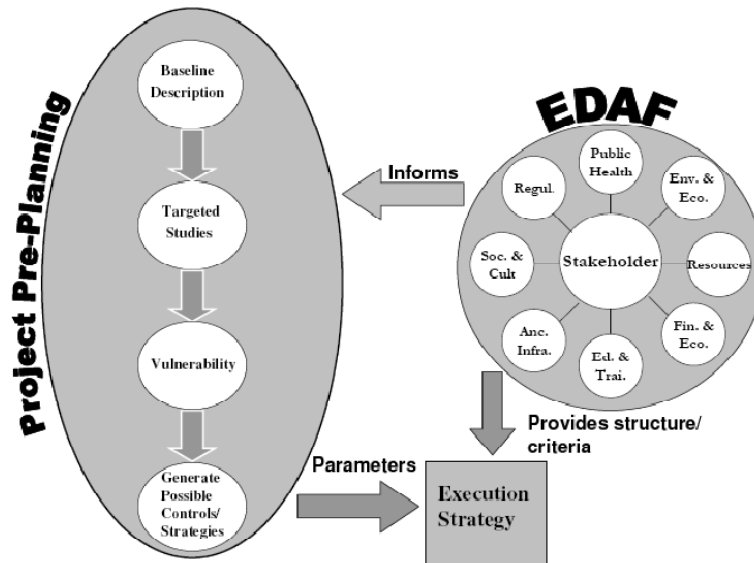 Project Pre-Planning
Baseline
Description
Targeted
Studies
Vulnerability
Generate
Possible
Controls/
Strategies
Informs
Parameters
EDAF
Public
Health
Env. &
Eco.
Resources
Fin. &
Eco.
Ed. &
Trai.
Anc.
Infra.
Soc. &
Cult
Regul.
Stakeholder
Provides structure/
criteria
Execution
Strategy